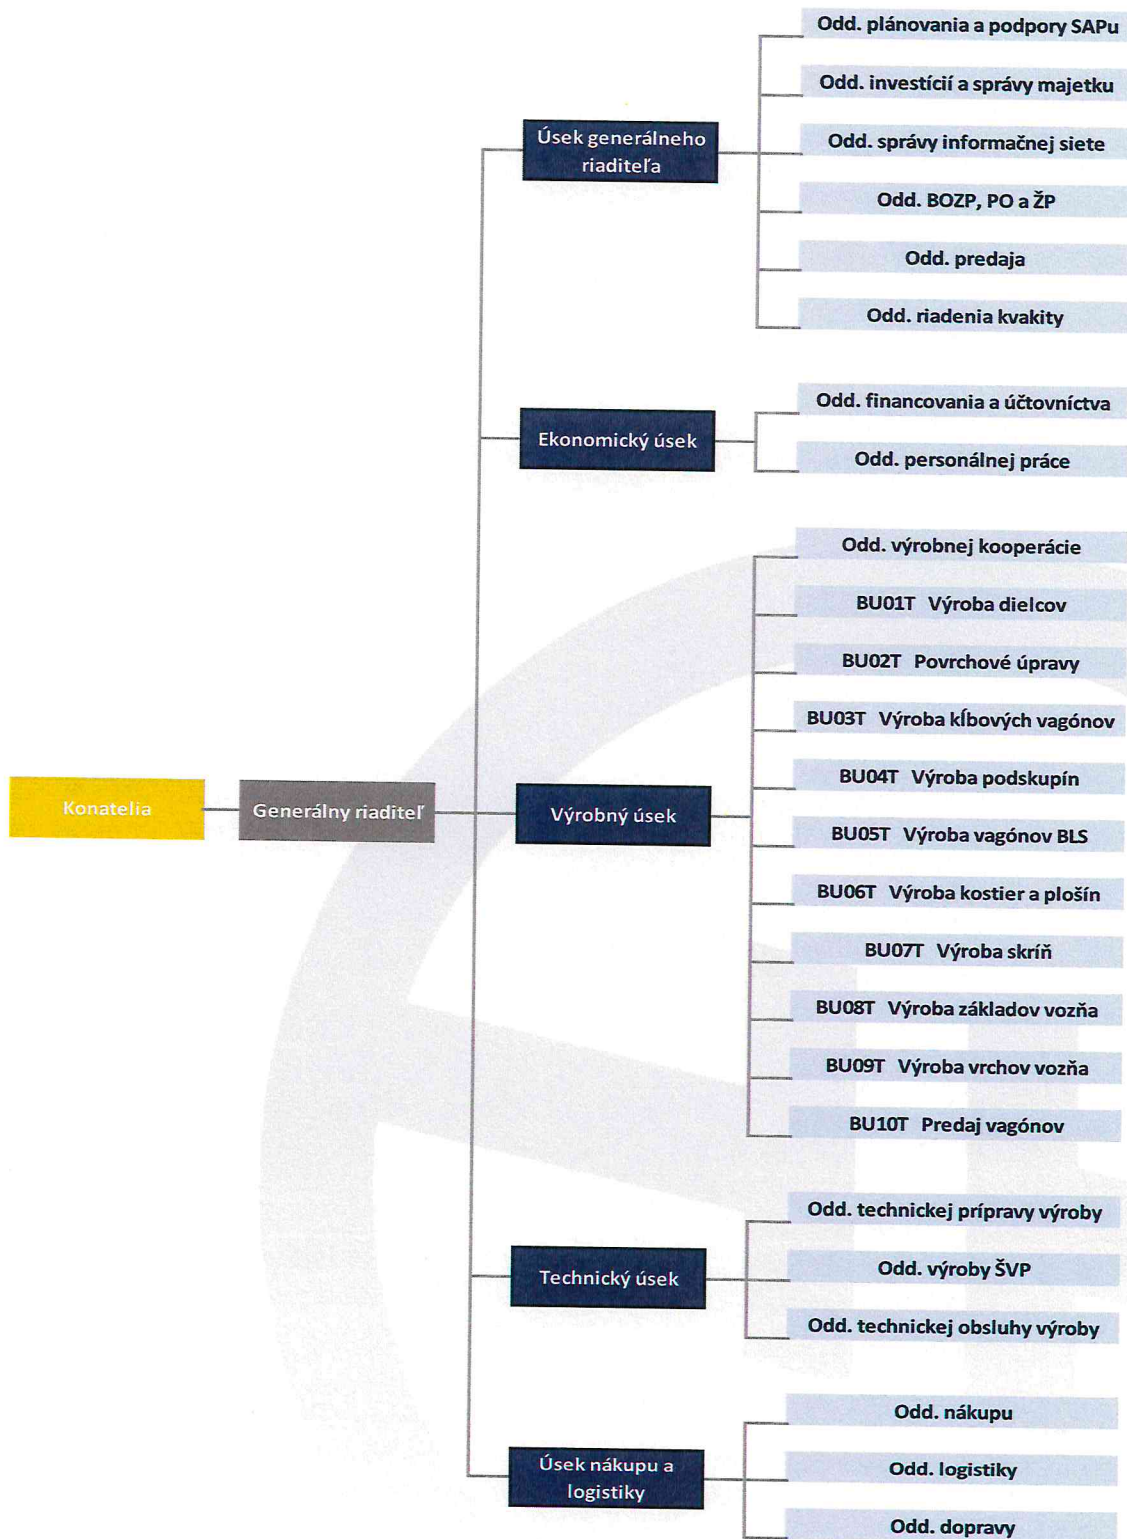 Konatelia
Generálny riaditeľ
Úsek generálneho
riaditeľa
Odd. plánovania a podpory SAPu
Odd. investícií a správy majetku
Odd. správy informačnej siete
Odd. BOZP, PO a ŽP
Odd. predaja
Odd. riadenia kvakity
Ekonomický úsek
Odd. financovania a účtovníctva
Odd. personálnej práce
Výrobný úsek
Odd. výrobnej kooperácie
BU01T Výroba dielcov
BU02T Povrchové úpravy
BU03T Výroba kĺbových vagónov
BU04T Výroba podskupín
BU05T Výroba vagónov BLS
BU06T Výroba kostier a plošín
BU07T Výroba skríň
BU08T Výroba základov vozňa
BU09T Výroba vrchov vozňa
BU10T Predaj vagónov
Technický úsek
Odd. technickej prípravy výroby
Odd. výroby ŠVP
Odd. technickej obsluhy výroby
Úsek nákupu a
logistiky
Odd. nákupu
Odd. logistiky
Odd. dopravy